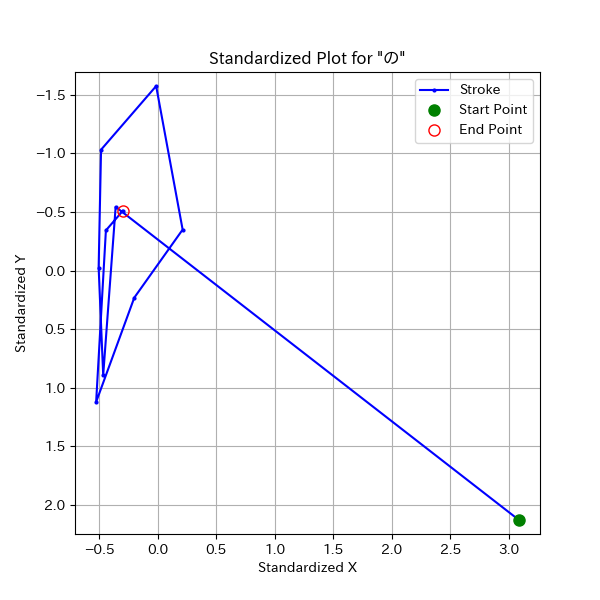 Standardized Plot for "の"
Stroke
Start Point
End Point
−1.5
−1.0
−0.5
0.0
0.5
1.0
1.5
2.0
Standardized Y
−0.5 0.0 0.5 1.0 1.5 2.0 2.5 3.0
Standardized X